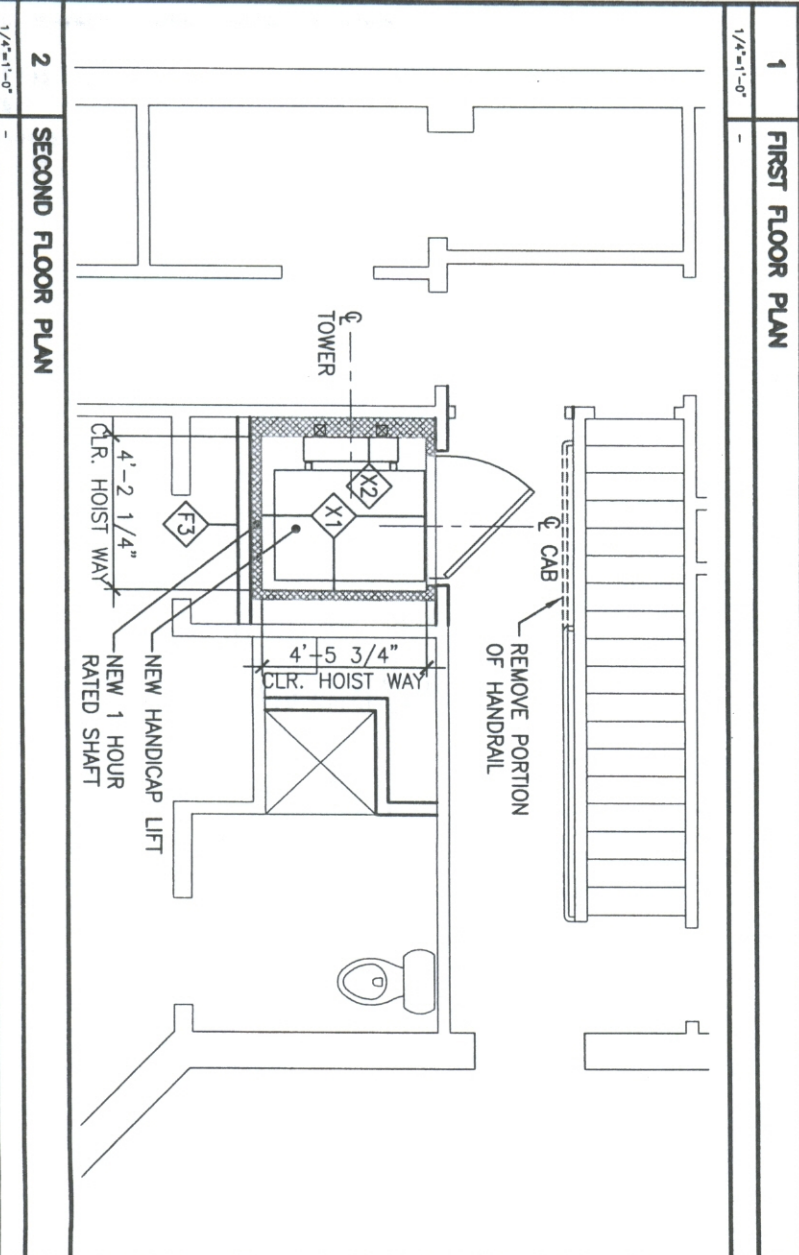 1
FIRST FLOOR PLAN
1/4"=1'-0"
-
℄
TOWER
℄ CAB
REMOVE PORTION
OF HANDRAIL
X2
X1
F3
4'-2 1/4"
CLR. HOIST WAY
4'-5 3/4"
CLR. HOIST WAY
NEW HANDICAP LIFT
NEW 1 HOUR
RATED SHAFT
2
SECOND FLOOR PLAN
1/4"=1'-0"
-